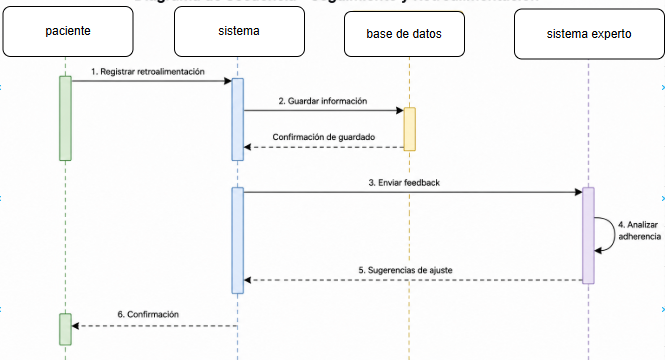 paciente
sistema
base de datos
sistema experto
1. Registrar retroalimentación
2. Guardar información
Confirmación de guardado
3. Enviar feedback
4. Analizar
adherencia
5. Sugerencias de ajuste
6. Confirmación